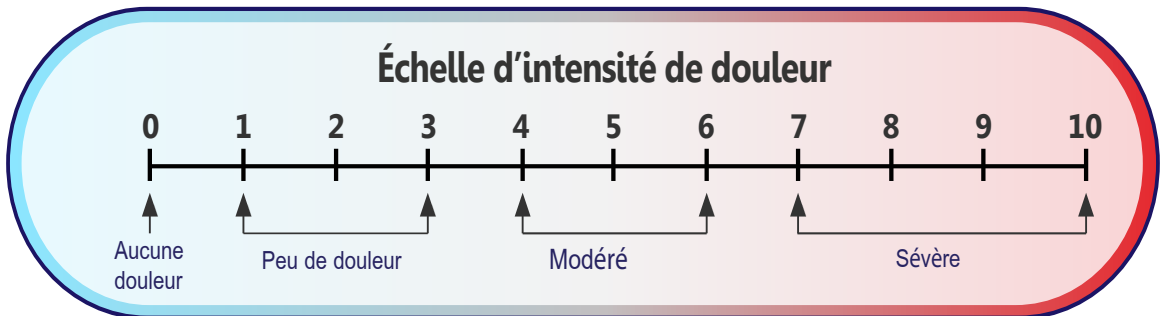 Échelle d’intensité de douleur
0 1 2 3 4 5 6 7 8 9 10
Aucune
douleur
Peu de douleur
Modéré
Sévère